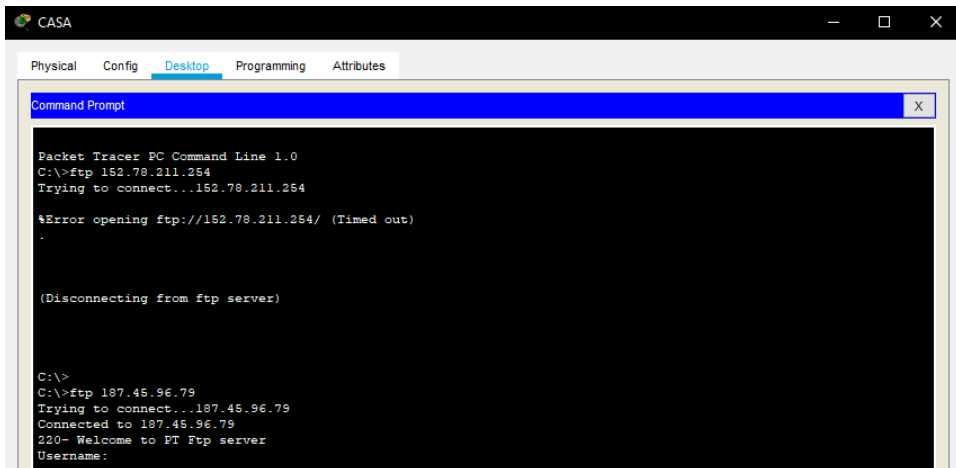 CASA
Physical Config Desktop Programming Attributes
Command Prompt
X
Packet Tracer PC Command Line 1.0
C:\>ftp 152.78.211.254
Trying to connect...152.78.211.254
%Error opening ftp://152.78.211.254/ (Timed out)
.
(Disconnecting from ftp server)
C:\>
C:\>ftp 187.45.96.79
Trying to connect...187.45.96.79
Connected to 187.45.96.79
220- Welcome to PT Ftp server
Username: